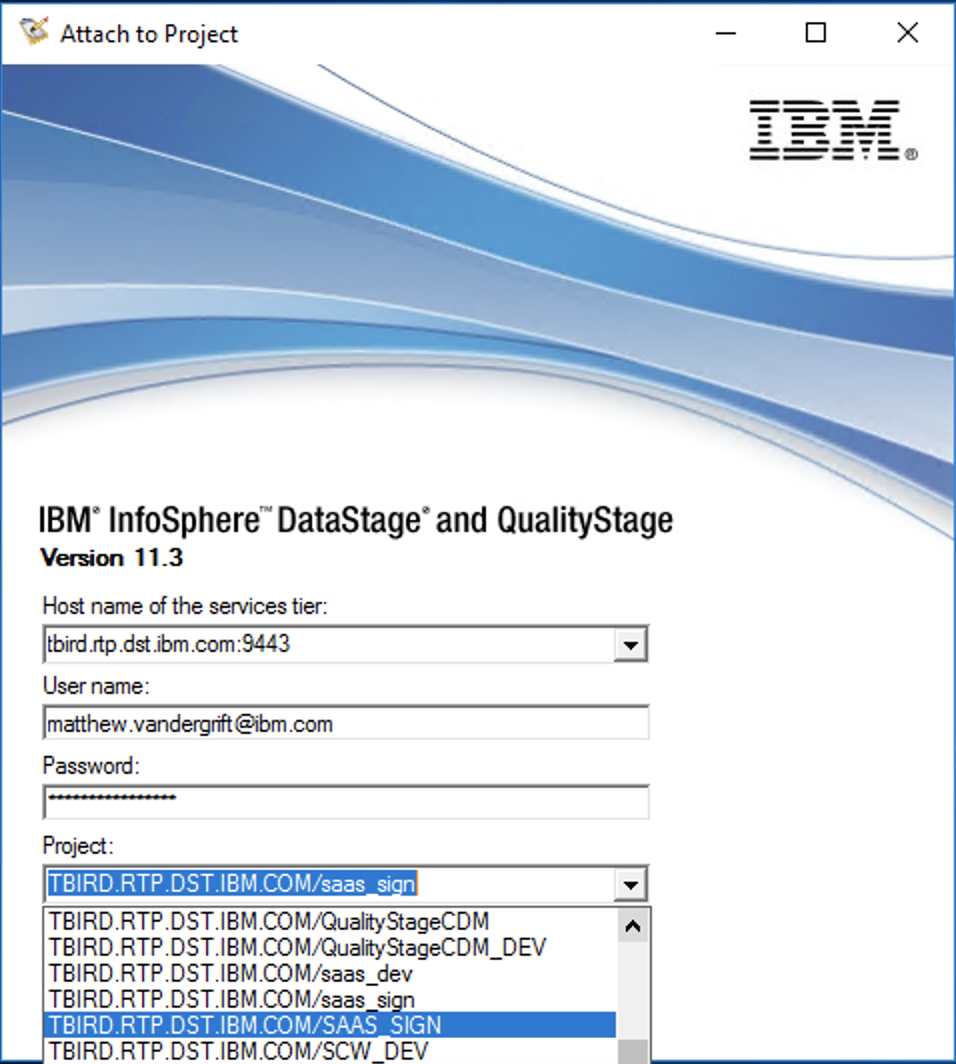 Attach to Project
IBM®
IBM® InfoSphere™ DataStage® and QualityStage
Version 11.3
Host name of the services tier:
tbird.rtp.dst.ibm.com:9443
User name:
matthew.vandergrift@ibm.com
Password:
****************
Project:
TBIRD.RTP.DST.IBM.COM/saas_sign
TBIRD.RTP.DST.IBM.COM/QualityStageCDM
TBIRD.RTP.DST.IBM.COM/QualityStageCDM_DEV
TBIRD.RTP.DST.IBM.COM/saas_dev
TBIRD.RTP.DST.IBM.COM/saas_sign
TBIRD.RTP.DST.IBM.COM/SAAS_SIGN
TBIRD.RTP.DST.IBM.COM/SCW_DEV